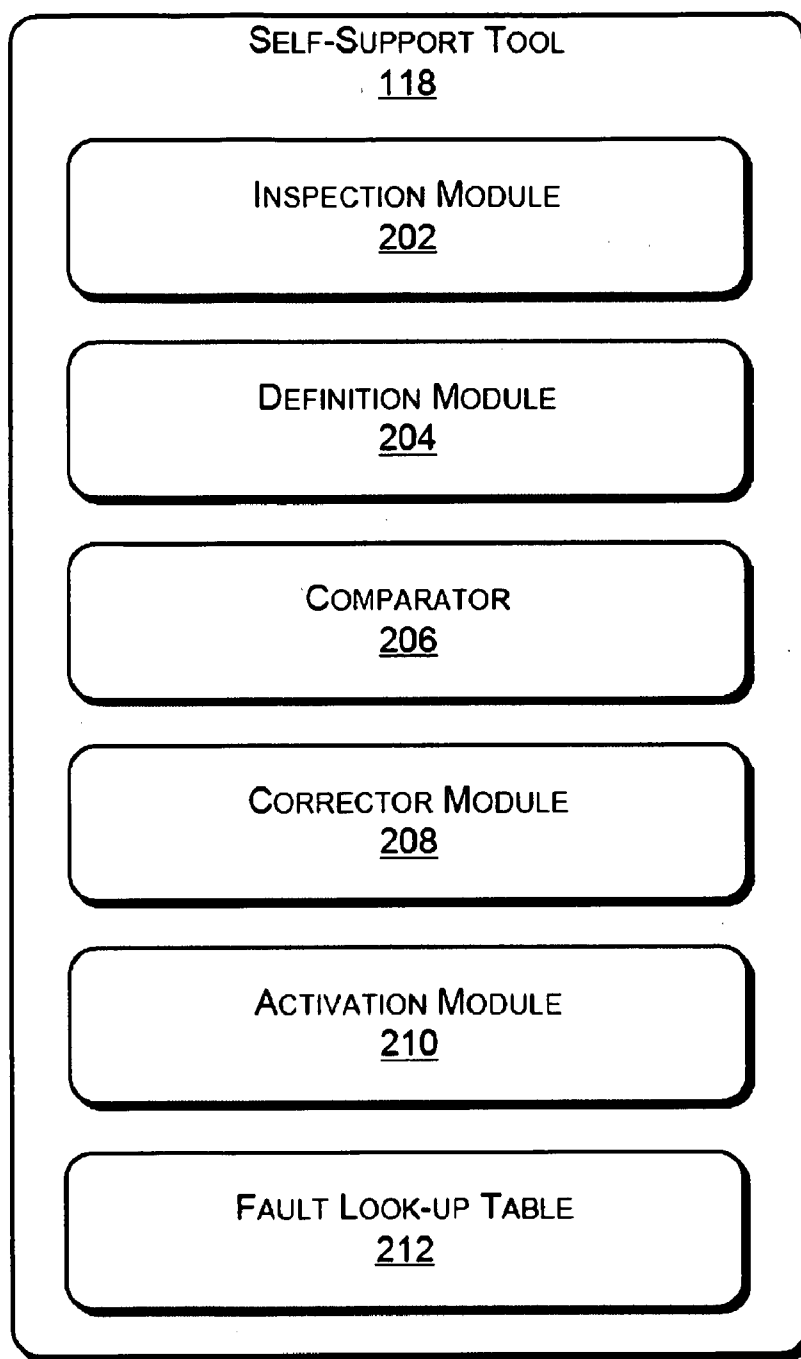 SELF-SUPPORT TOOL
118
INSPECTION MODULE
202
DEFINITION MODULE
204
COMPARATOR
206
CORRECTOR MODULE
208
ACTIVATION MODULE
210
FAULT LOOK-UP TABLE
212